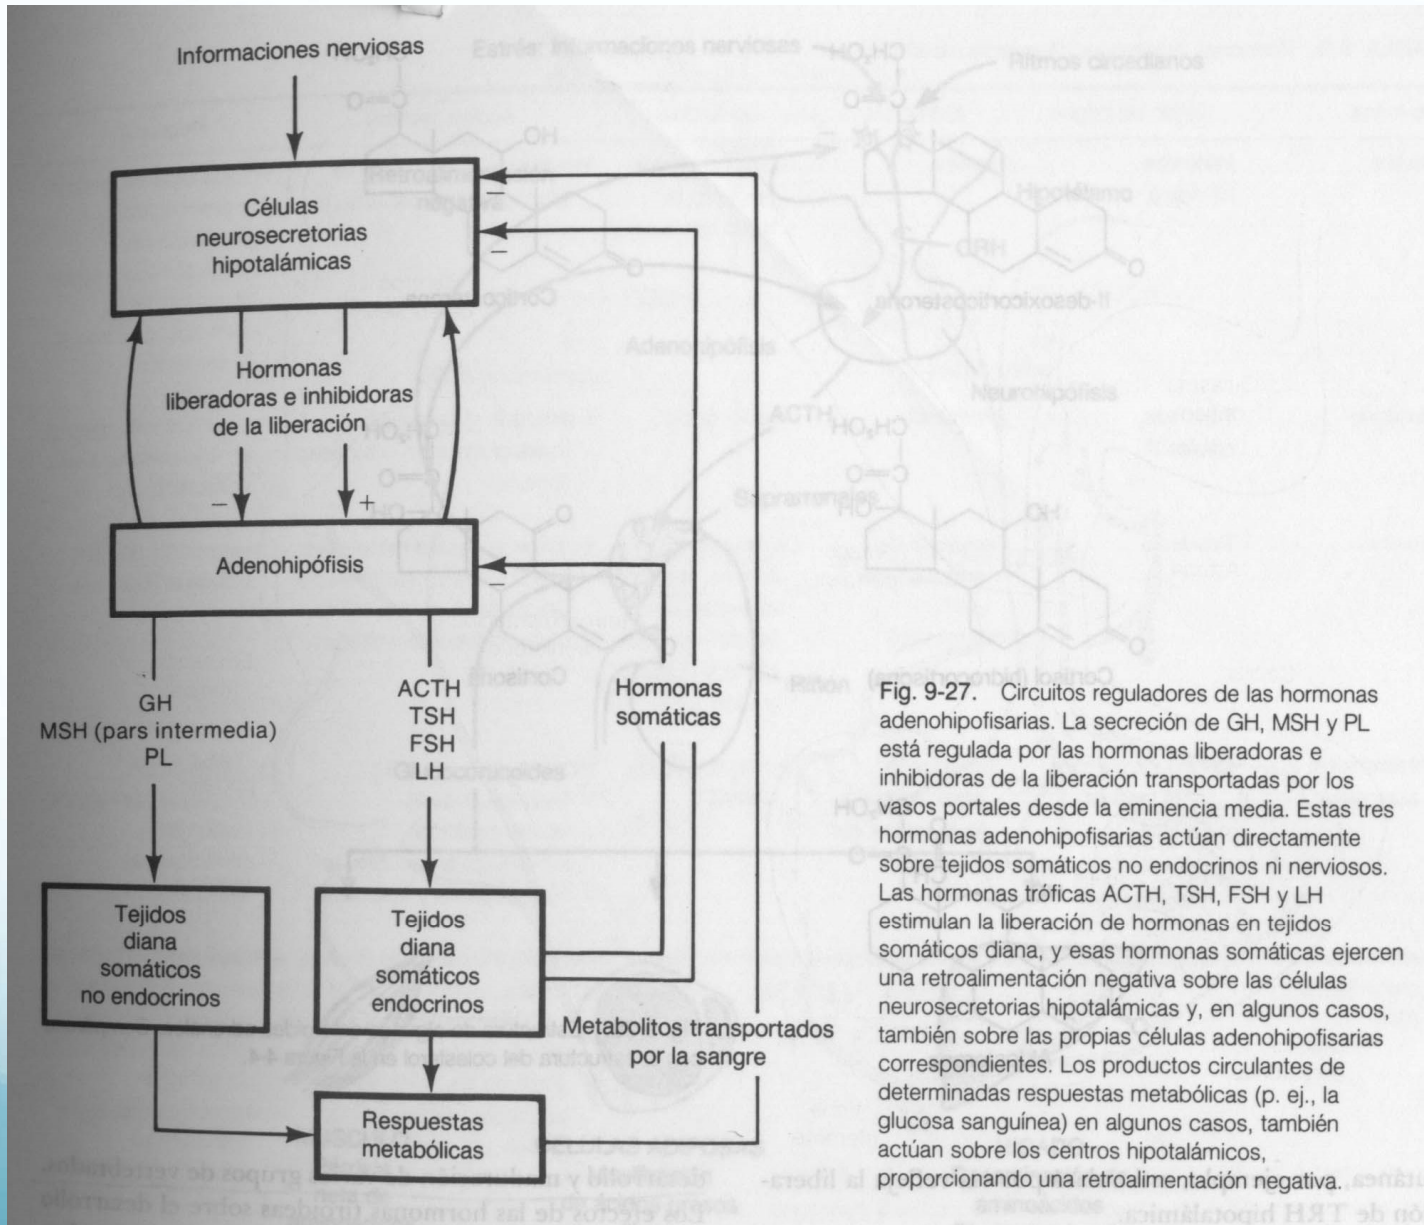 Informaciones nerviosas
Células
neurosecretorias
hipotalámicas
−
−
Hormonas
liberadoras e inhibidoras
de la liberación
−
+
Adenohipófisis
−
GH
MSH (pars intermedia)
PL
ACTH
TSH
FSH
LH
Hormonas
somáticas
Tejidos
diana
somáticos
no endocrinos
Tejidos
diana
somáticos
endocrinos
Metabolitos transportados
por la sangre
Respuestas
metabólicas
Fig. 9-27. Circuitos reguladores de las hormonas
adenohipofisarias. La secreción de GH, MSH y PL
está regulada por las hormonas liberadoras e
inhibidoras de la liberación transportadas por los
vasos portales desde la eminencia media. Estas tres
hormonas adenohipofisarias actúan directamente
sobre tejidos somáticos no endocrinos ni nerviosos.
Las hormonas tróficas ACTH, TSH, FSH y LH
estimulan la liberación de hormonas en tejidos
somáticos diana, y esas hormonas somáticas ejercen
una retroalimentación negativa sobre las células
neurosecretorias hipotalámicas y, en algunos casos,
también sobre las propias células adenohipofisarias
correspondientes. Los productos circulantes de
determinadas respuestas metabólicas (p. ej., la
glucosa sanguínea) en algunos casos, también
actúan sobre los centros hipotalámicos,
proporcionando una retroalimentación negativa.